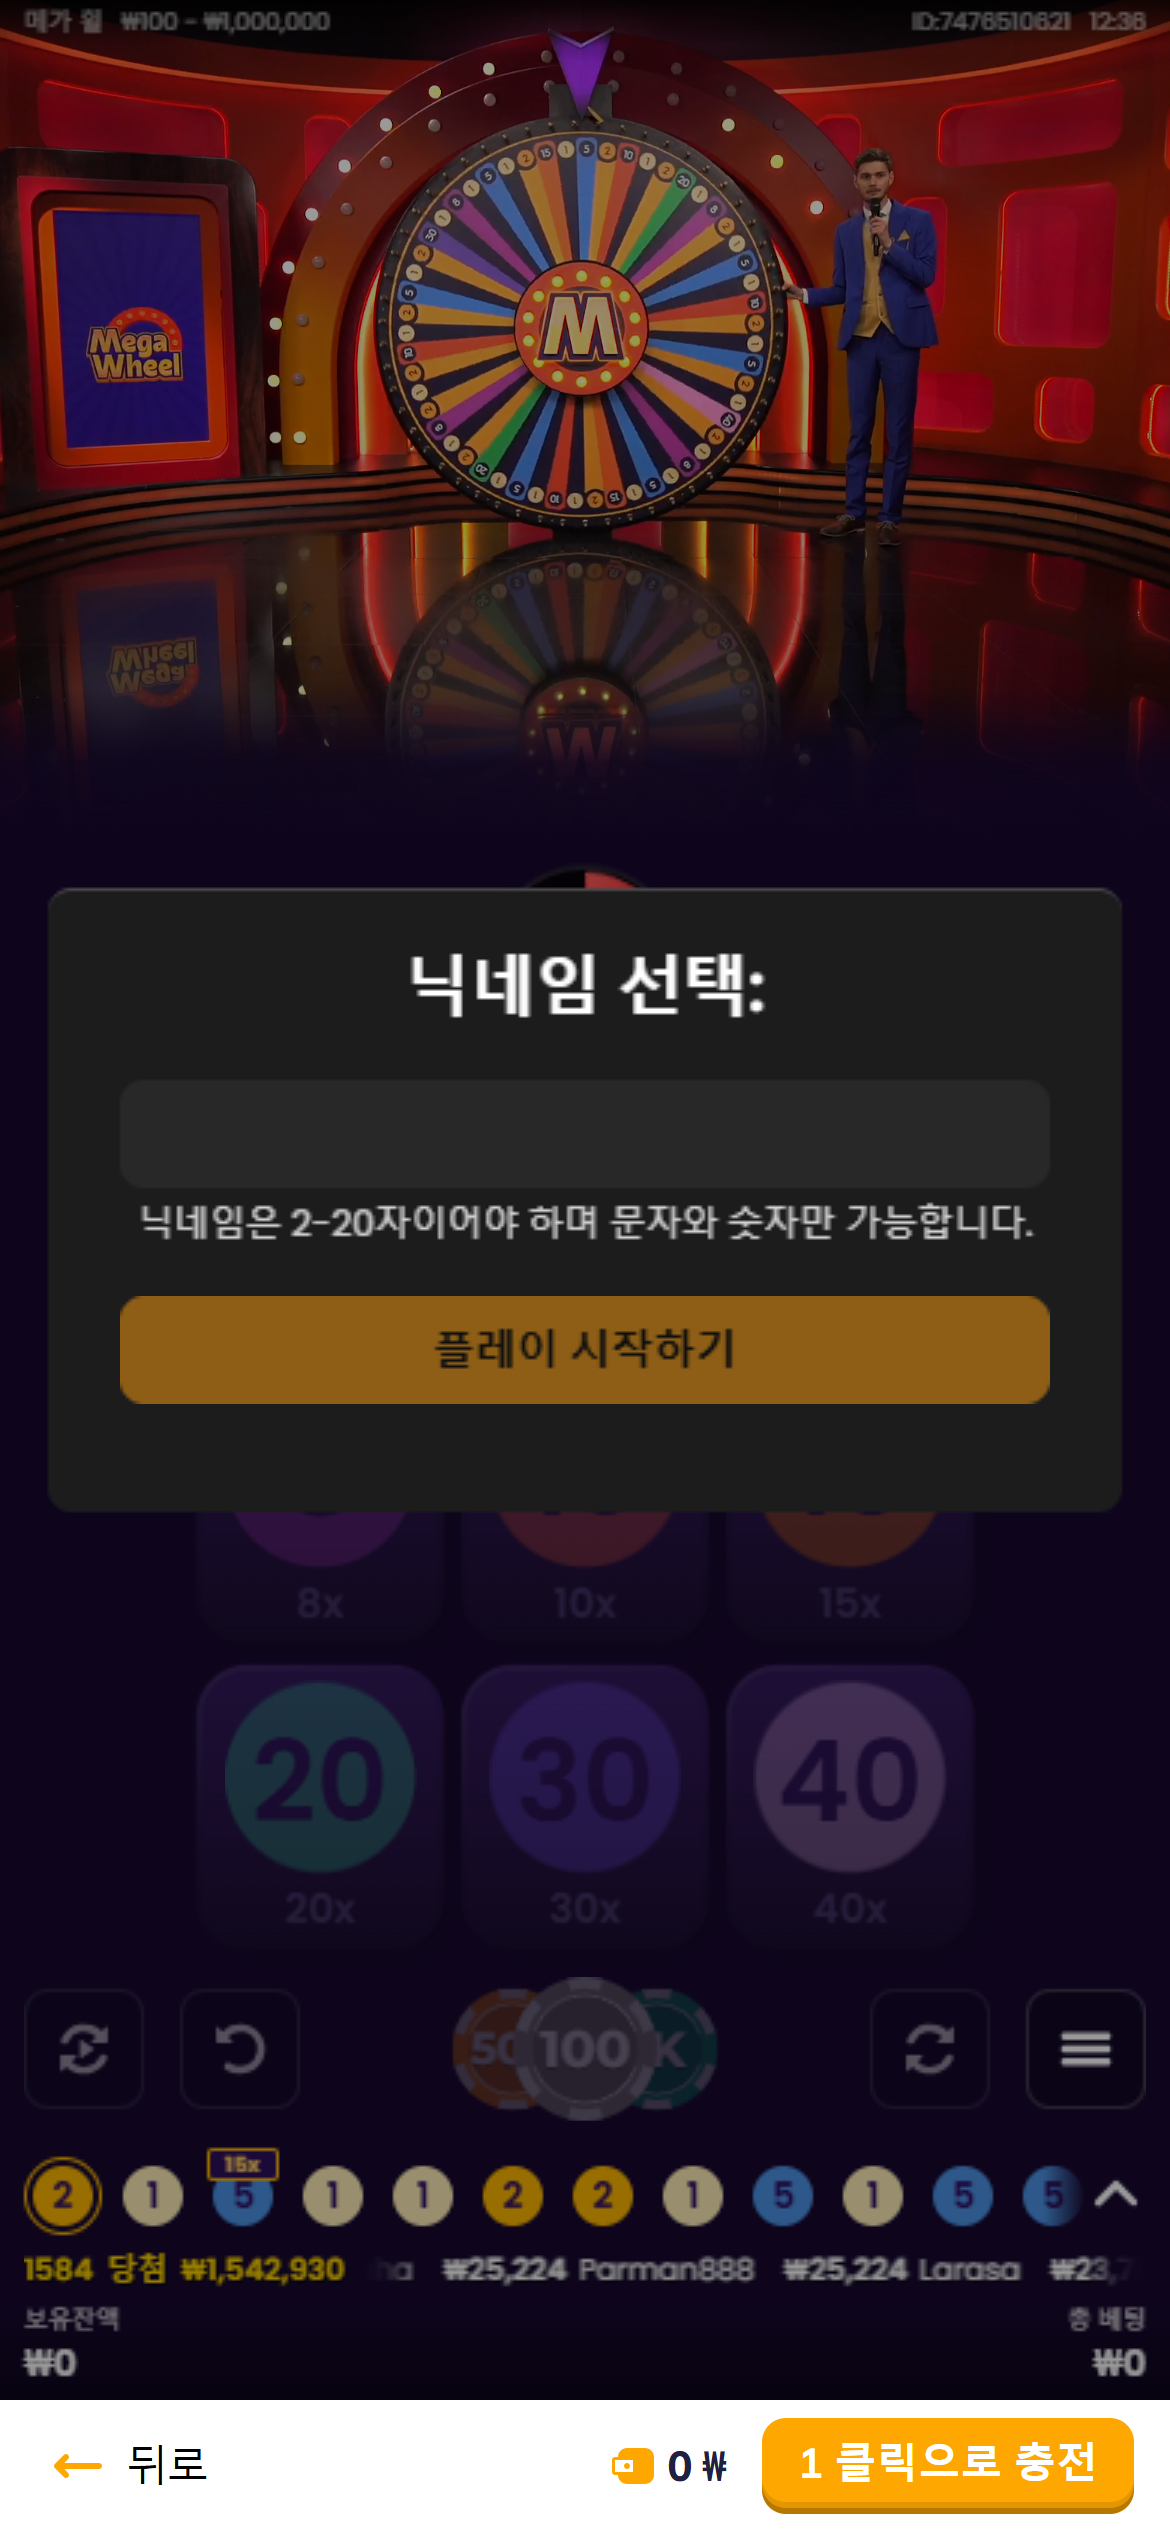 메가 휠 ₩100 - ₩1,000,000 ID:7476510621 12:36
Mega
Wheel
M
닉네임 선택:
닉네임은 2-20자이어야 하며 문자와 숫자만 가능합니다.
플레이 시작하기
8x 10x 15x
20 30 40
20x 30x 40x
100
15x
2 1 5 1 1 2 2 1 5 1 5 5
1584 당첨 ₩1,542,930 ₩25,224 Parman888 ₩25,224 Larasa
보유잔액 총 베팅
₩0 ₩0
← 뒤로 0 ₩ 1 클릭으로 충전